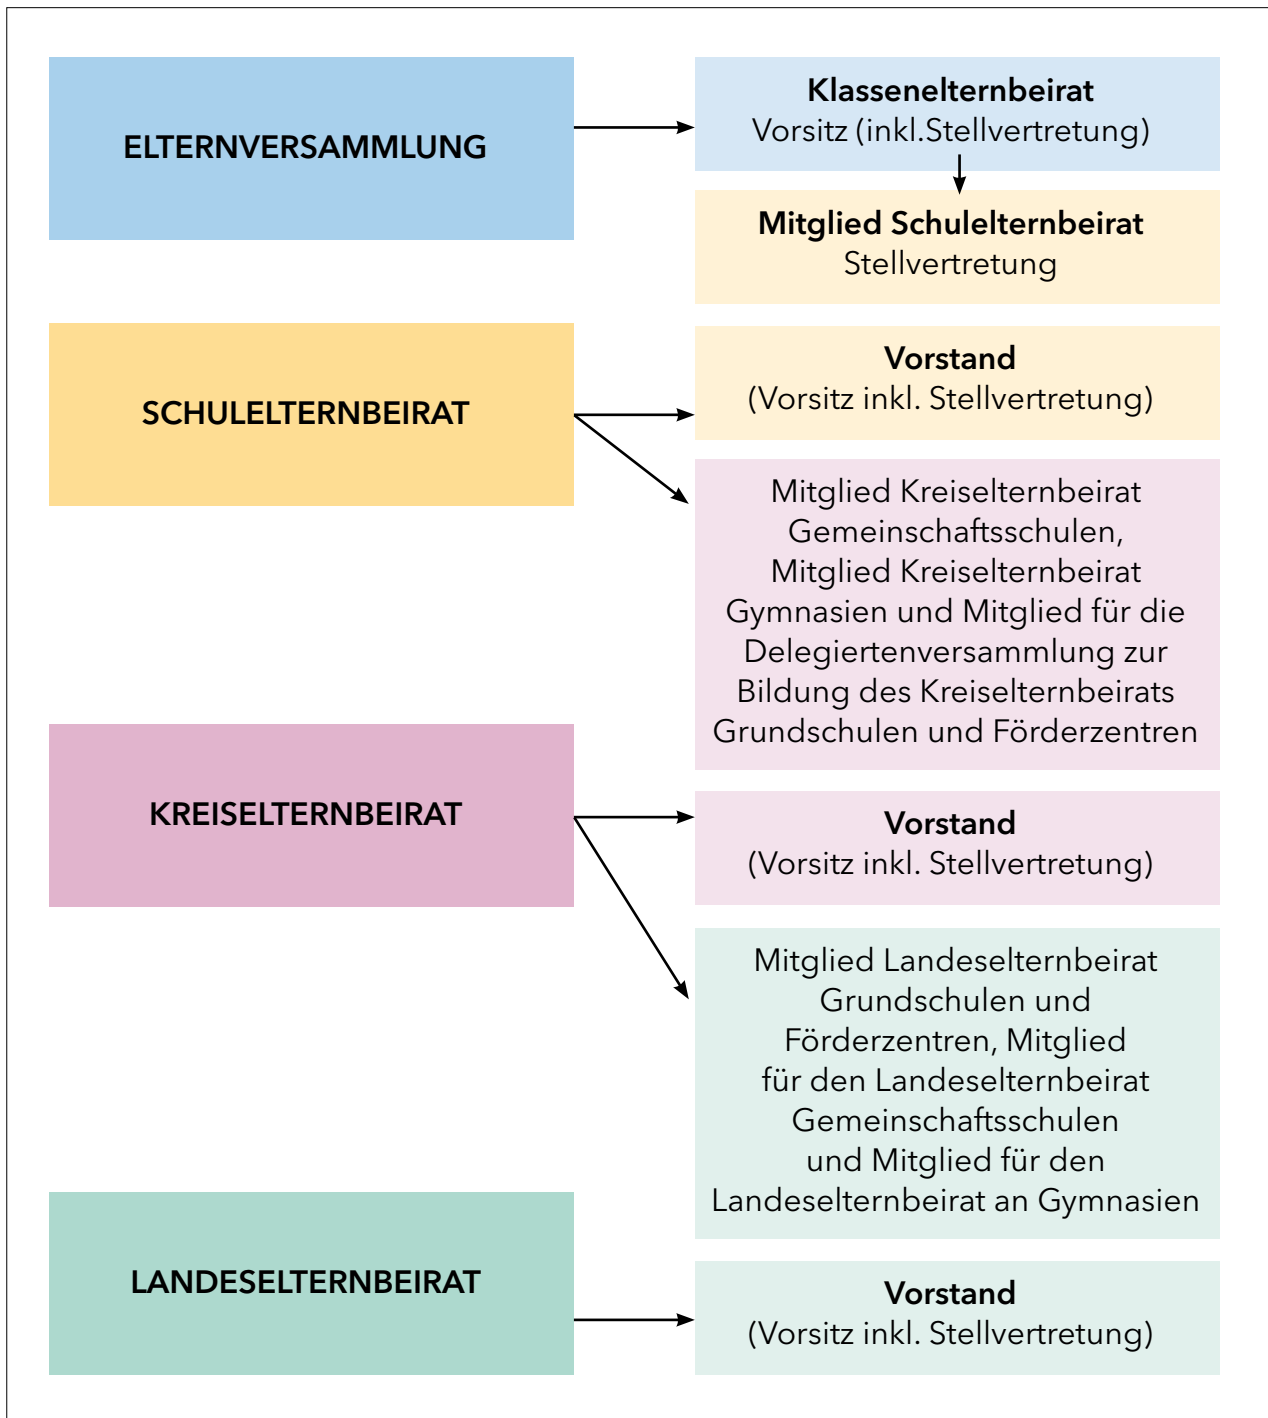 ELTERNVERSAMMLUNG
Klassenelternbeirat
Vorsitz (inkl.Stellvertretung)
Mitglied Schulelternbeirat
Stellvertretung
SCHULELTERNBEIRAT
Vorstand
(Vorsitz inkl. Stellvertretung)
Mitglied Kreiselternbeirat
Gemeinschaftsschulen,
Mitglied Kreiselternbeirat
Gymnasien und Mitglied für die
Delegiertenversammlung zur
Bildung des Kreiselternbeirats
Grundschulen und Förderzentren
KREISELTERNBEIRAT
Vorstand
(Vorsitz inkl. Stellvertretung)
Mitglied Landeselternbeirat
Grundschulen und
Förderzentren, Mitglied
für den Landeselternbeirat
Gemeinschaftsschulen
und Mitglied für den
Landeselternbeirat an Gymnasien
LANDESELTERNBEIRAT
Vorstand
(Vorsitz inkl. Stellvertretung)